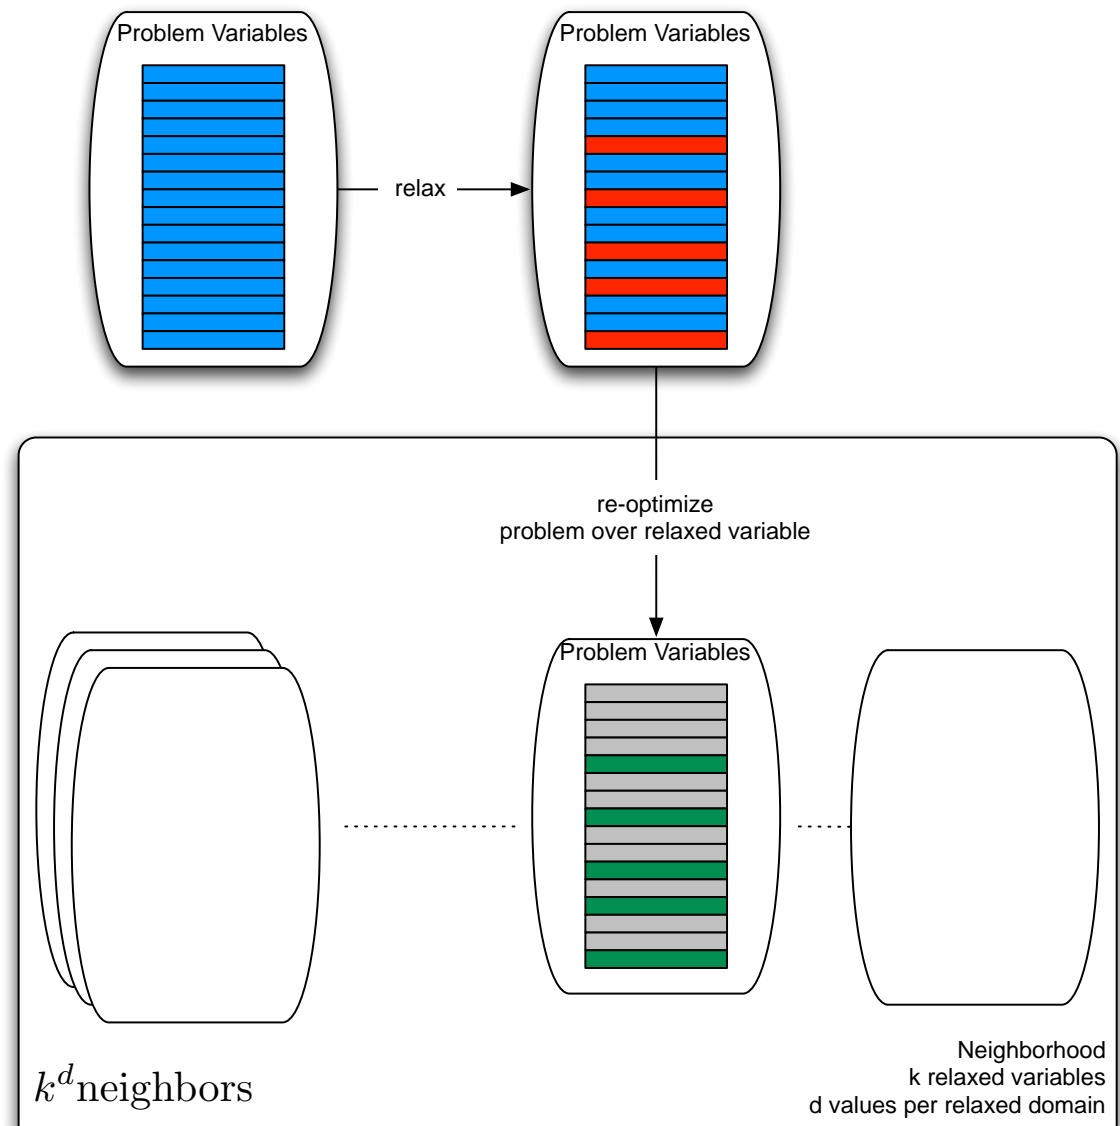 Problem Variables
Problem Variables
relax
re-optimize
problem over relaxed variable
Problem Variables
Neighborhood
k relaxed variables
d values per relaxed domain
k^d neighbors